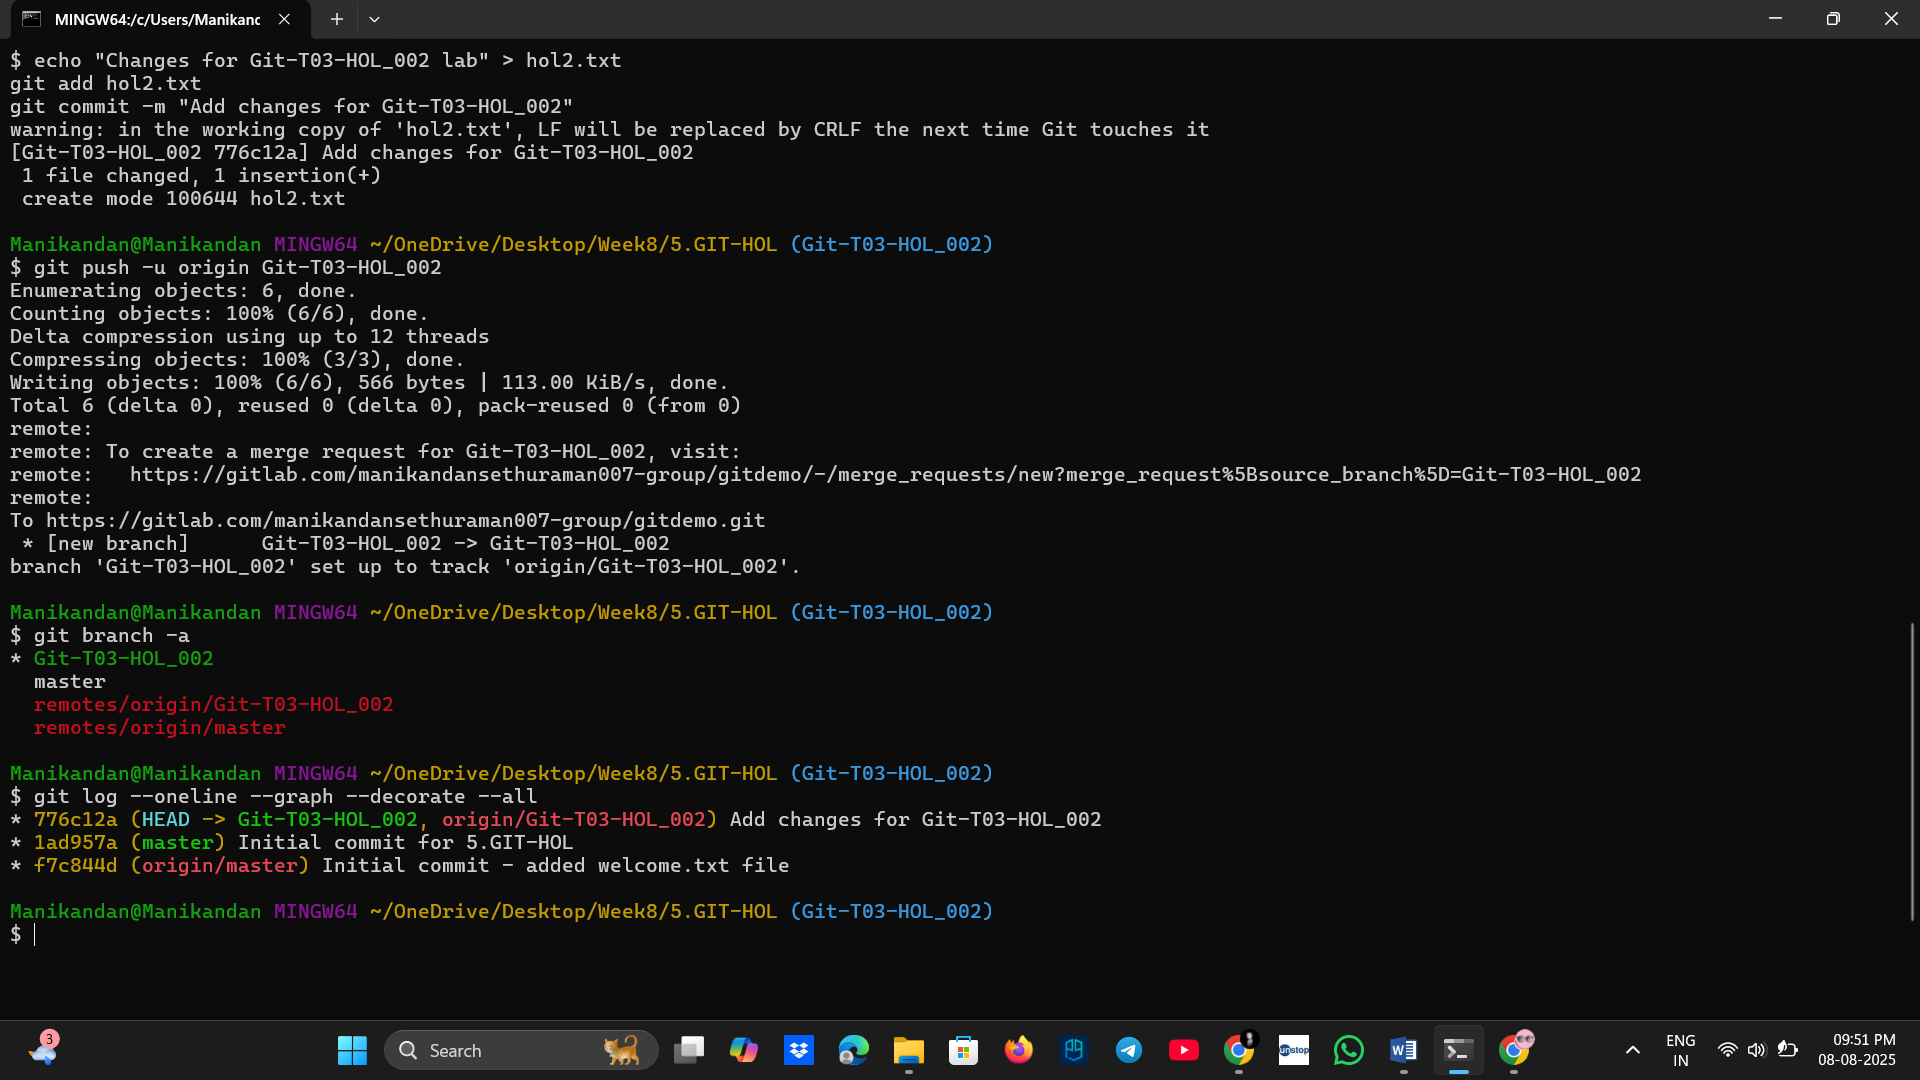 MINGW64:/c/Users/Manikanc
$ echo "Changes for Git-T03-HOL_002 lab" > hol2.txt
git add hol2.txt
git commit -m "Add changes for Git-T03-HOL_002"
warning: in the working copy of 'hol2.txt', LF will be replaced by CRLF the next time Git touches it
[Git-T03-HOL_002 776c12a] Add changes for Git-T03-HOL_002
 1 file changed, 1 insertion(+)
 create mode 100644 hol2.txt
Manikandan@Manikandan MINGW64 ~/OneDrive/Desktop/Week8/5.GIT-HOL (Git-T03-HOL_002)
$ git push -u origin Git-T03-HOL_002
Enumerating objects: 6, done.
Counting objects: 100% (6/6), done.
Delta compression using up to 12 threads
Compressing objects: 100% (3/3), done.
Writing objects: 100% (6/6), 566 bytes | 113.00 KiB/s, done.
Total 6 (delta 0), reused 0 (delta 0), pack-reused 0 (from 0)
remote:
remote: To create a merge request for Git-T03-HOL_002, visit:
remote:   https://gitlab.com/manikandansethuraman007-group/gitdemo/-/merge_requests/new?merge_request%5Bsource_branch%5D=Git-T03-HOL_002
remote:
To https://gitlab.com/manikandansethuraman007-group/gitdemo.git
 * [new branch]      Git-T03-HOL_002 -> Git-T03-HOL_002
branch 'Git-T03-HOL_002' set up to track 'origin/Git-T03-HOL_002'.
Manikandan@Manikandan MINGW64 ~/OneDrive/Desktop/Week8/5.GIT-HOL (Git-T03-HOL_002)
$ git branch -a
* Git-T03-HOL_002
  master
  remotes/origin/Git-T03-HOL_002
  remotes/origin/master
Manikandan@Manikandan MINGW64 ~/OneDrive/Desktop/Week8/5.GIT-HOL (Git-T03-HOL_002)
$ git log --oneline --graph --decorate --all
* 776c12a (HEAD -> Git-T03-HOL_002, origin/Git-T03-HOL_002) Add changes for Git-T03-HOL_002
* 1ad957a (master) Initial commit for 5.GIT-HOL
* f7c844d (origin/master) Initial commit - added welcome.txt file
Manikandan@Manikandan MINGW64 ~/OneDrive/Desktop/Week8/5.GIT-HOL (Git-T03-HOL_002)
$
3
Search
unstop
ENG
IN
09:51 PM
08-08-2025